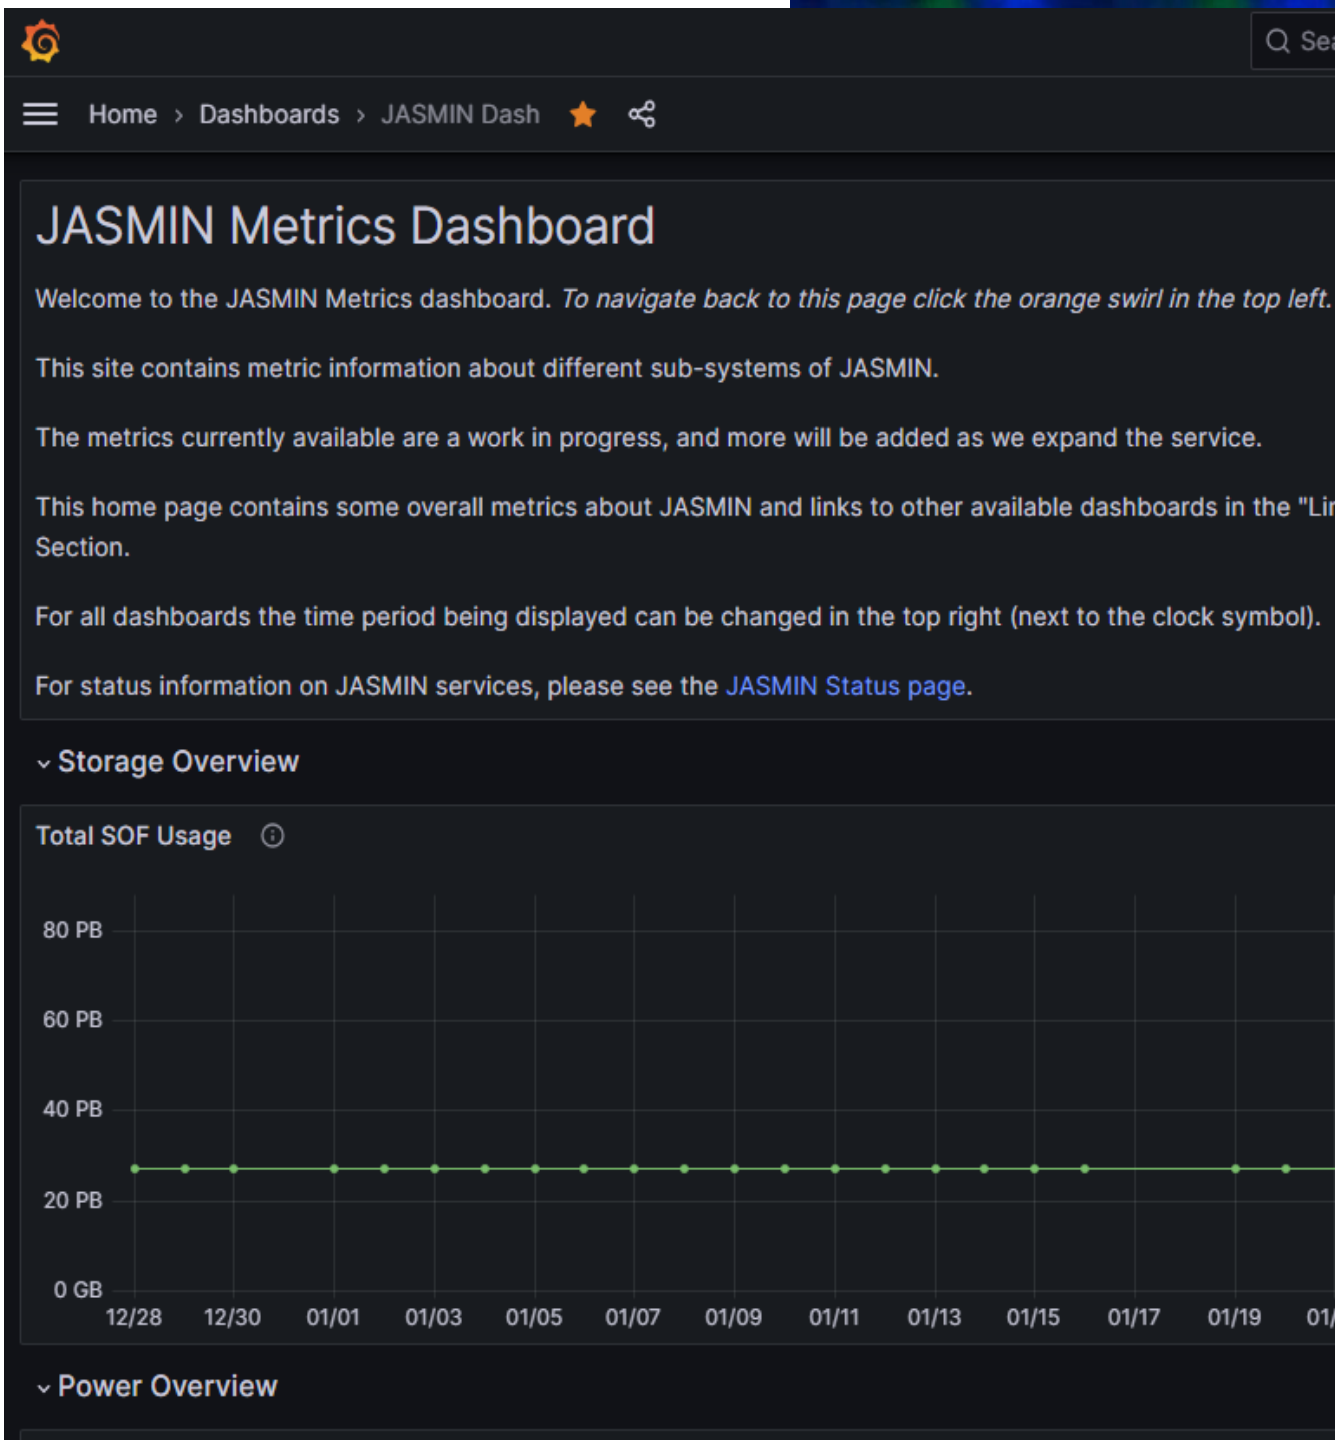 Sea
Home › Dashboards › JASMIN Dash
JASMIN Metrics Dashboard
Welcome to the JASMIN Metrics dashboard. To navigate back to this page click the orange swirl in the top left.
This site contains metric information about different sub-systems of JASMIN.
The metrics currently available are a work in progress, and more will be added as we expand the service.
This home page contains some overall metrics about JASMIN and links to other available dashboards in the "Lin
Section.
For all dashboards the time period being displayed can be changed in the top right (next to the clock symbol).
For status information on JASMIN services, please see the JASMIN Status page.
Storage Overview
Total SOF Usage
80 PB
60 PB
40 PB
20 PB
0 GB
12/28 12/30 01/01 01/03 01/05 01/07 01/09 01/11 01/13 01/15 01/17 01/19 01/
Power Overview